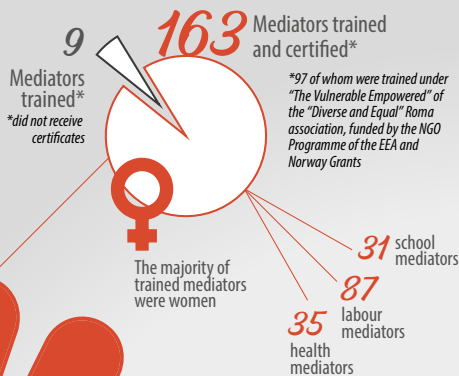 9
Mediators
trained*
*did not receive
certificates
163 Mediators trained
and certified*
*97 of whom were trained under
“The Vulnerable Empowered” of
the “Diverse and Equal” Roma
association, funded by the NGO
Programme of the EEA and
Norway Grants
The majority of
trained mediators
were women
31 school
mediators
87
labour
mediators
35
health
mediators